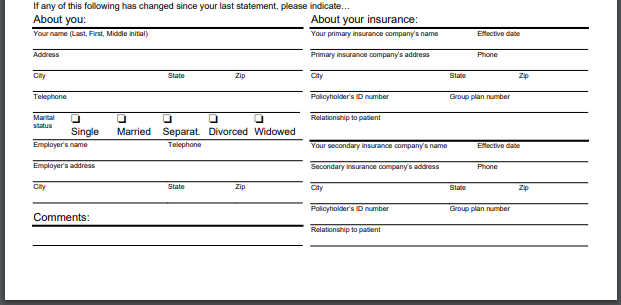 If any of this following has changed since your last statement, please indicate…
About you:
Your name (Last, First, Middle initial)
Address
City State Zip
Telephone
Marital status
Single Married Separat. Divorced Widowed
Employer's name Telephone
Employer's address
City State Zip
Comments:
About your insurance:
Your primary insurance company's name Effective date
Primary insurance company's address Phone
City State Zip
Policyholder's ID number Group plan number
Relationship to patient
Your secondary insurance company's name Effective date
Secondary insurance company's address Phone
City State Zip
Policyholder's ID number Group plan number
Relationship to patient